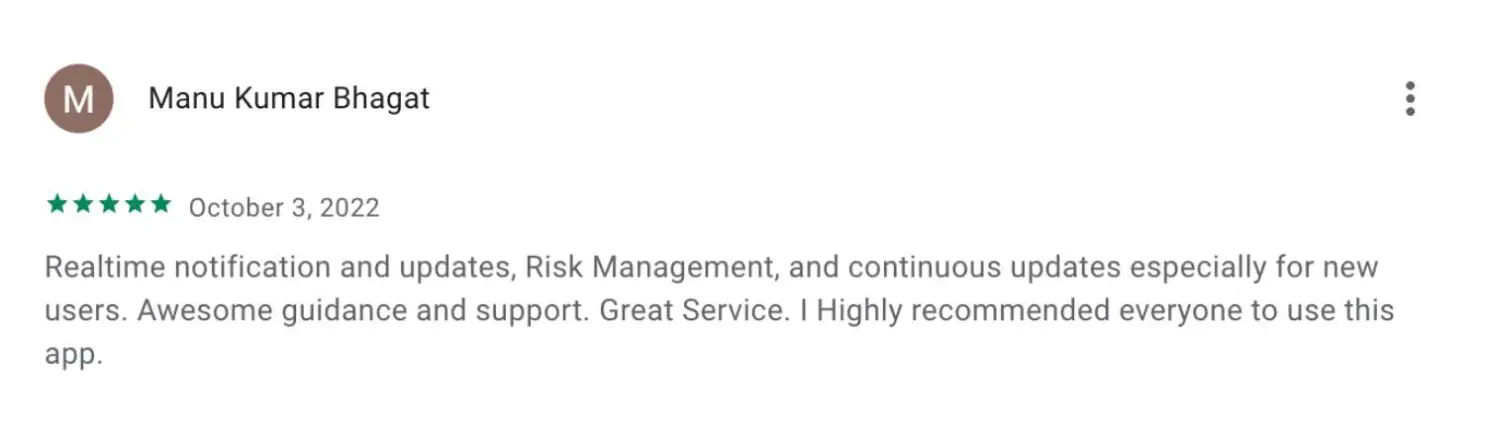 M
Manu Kumar Bhagat
October 3, 2022
Realtime notification and updates, Risk Management, and continuous updates especially for new
users. Awesome guidance and support. Great Service. I Highly recommended everyone to use this
app.